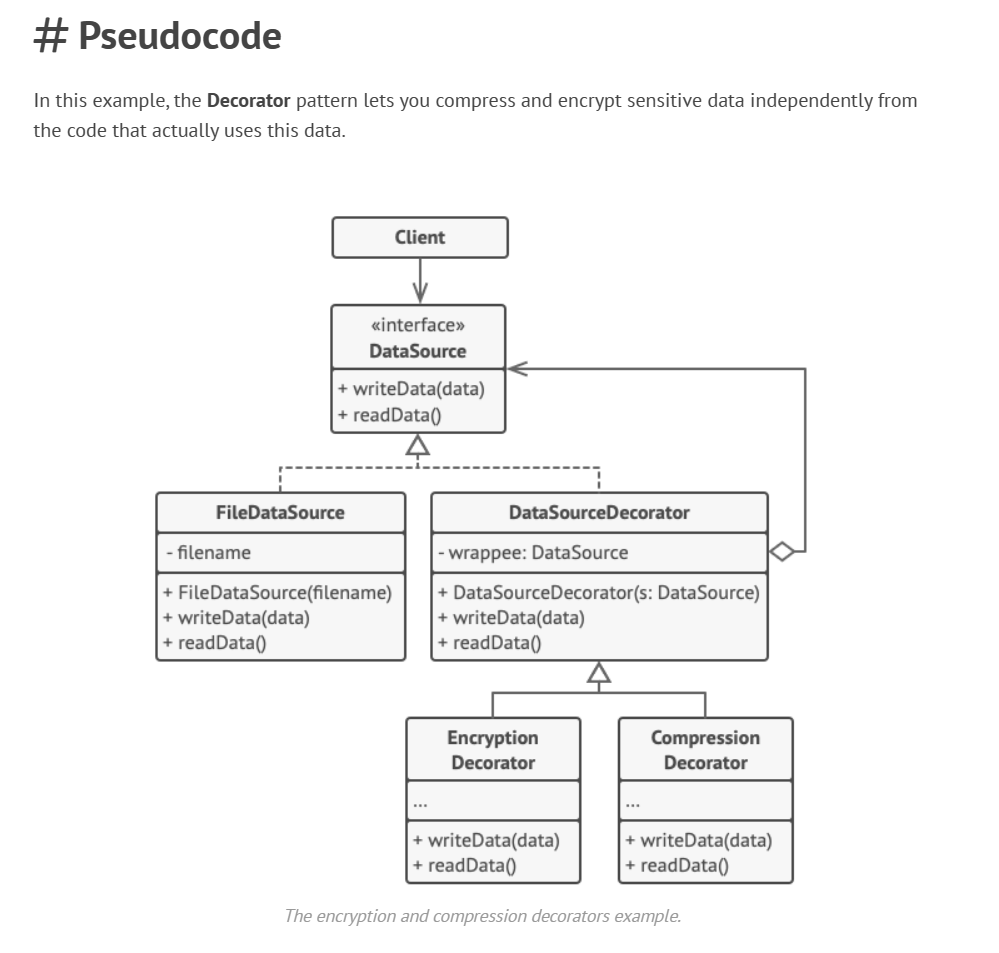 # Pseudocode
In this example, the Decorator pattern lets you compress and encrypt sensitive data independently from
the code that actually uses this data.
Client
«interface»
DataSource
+ writeData(data)
+ readData()
FileDataSource
- filename
+ FileDataSource(filename)
+ writeData(data)
+ readData()
DataSourceDecorator
- wrappee: DataSource
+ DataSourceDecorator(s: DataSource)
+ writeData(data)
+ readData()
Encryption
Decorator
...
+ writeData(data)
+ readData()
Compression
Decorator
...
+ writeData(data)
+ readData()
The encryption and compression decorators example.